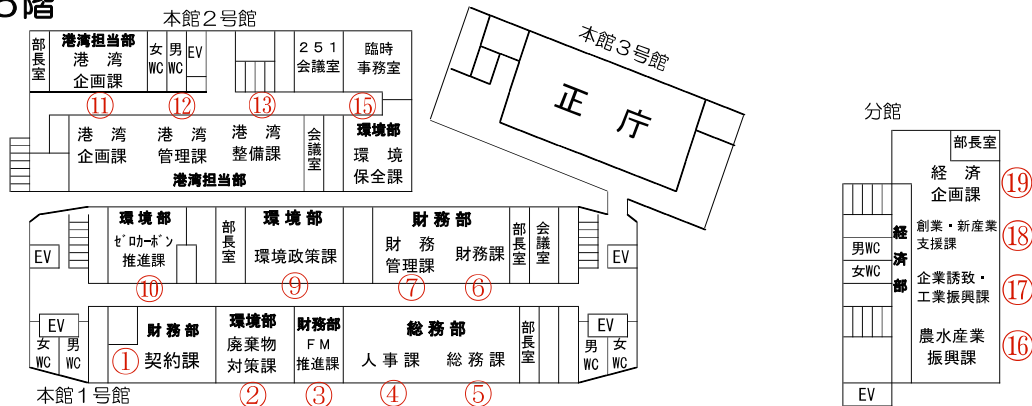 5階
本館2号館
部長室
港湾担当部
港　湾
企画課
女WC
男WC
EV
251
会議室
臨時
事務室
⑪
⑫
⑬
⑮
港　湾
企画課
港　湾
管理課
港　湾
整備課
会議室
環境部
環　境
保全課
港湾担当部
本館3号館
正庁
環境部
ｾﾞﾛｶｰﾎﾞﾝ
推進課
部長室
環境部
環境政策課
財務部
財　務
管理課
財務課
部長室
会議室
EV
EV
⑩
⑨
⑦
⑥
EV
女WC
男WC
①
財務部
契約課
環境部
廃棄物
対策課
財務部
FM
推進課
総務部
人事課
総務課
部長室
EV
男WC
女WC
②
③
④
⑤
本館1号館
分館
部長室
経　済
企画課
⑲
経済部
創業・新産業
支援課
⑱
男WC
女WC
企業誘致・
工業振興課
⑰
農水産業
振興課
⑯
EV